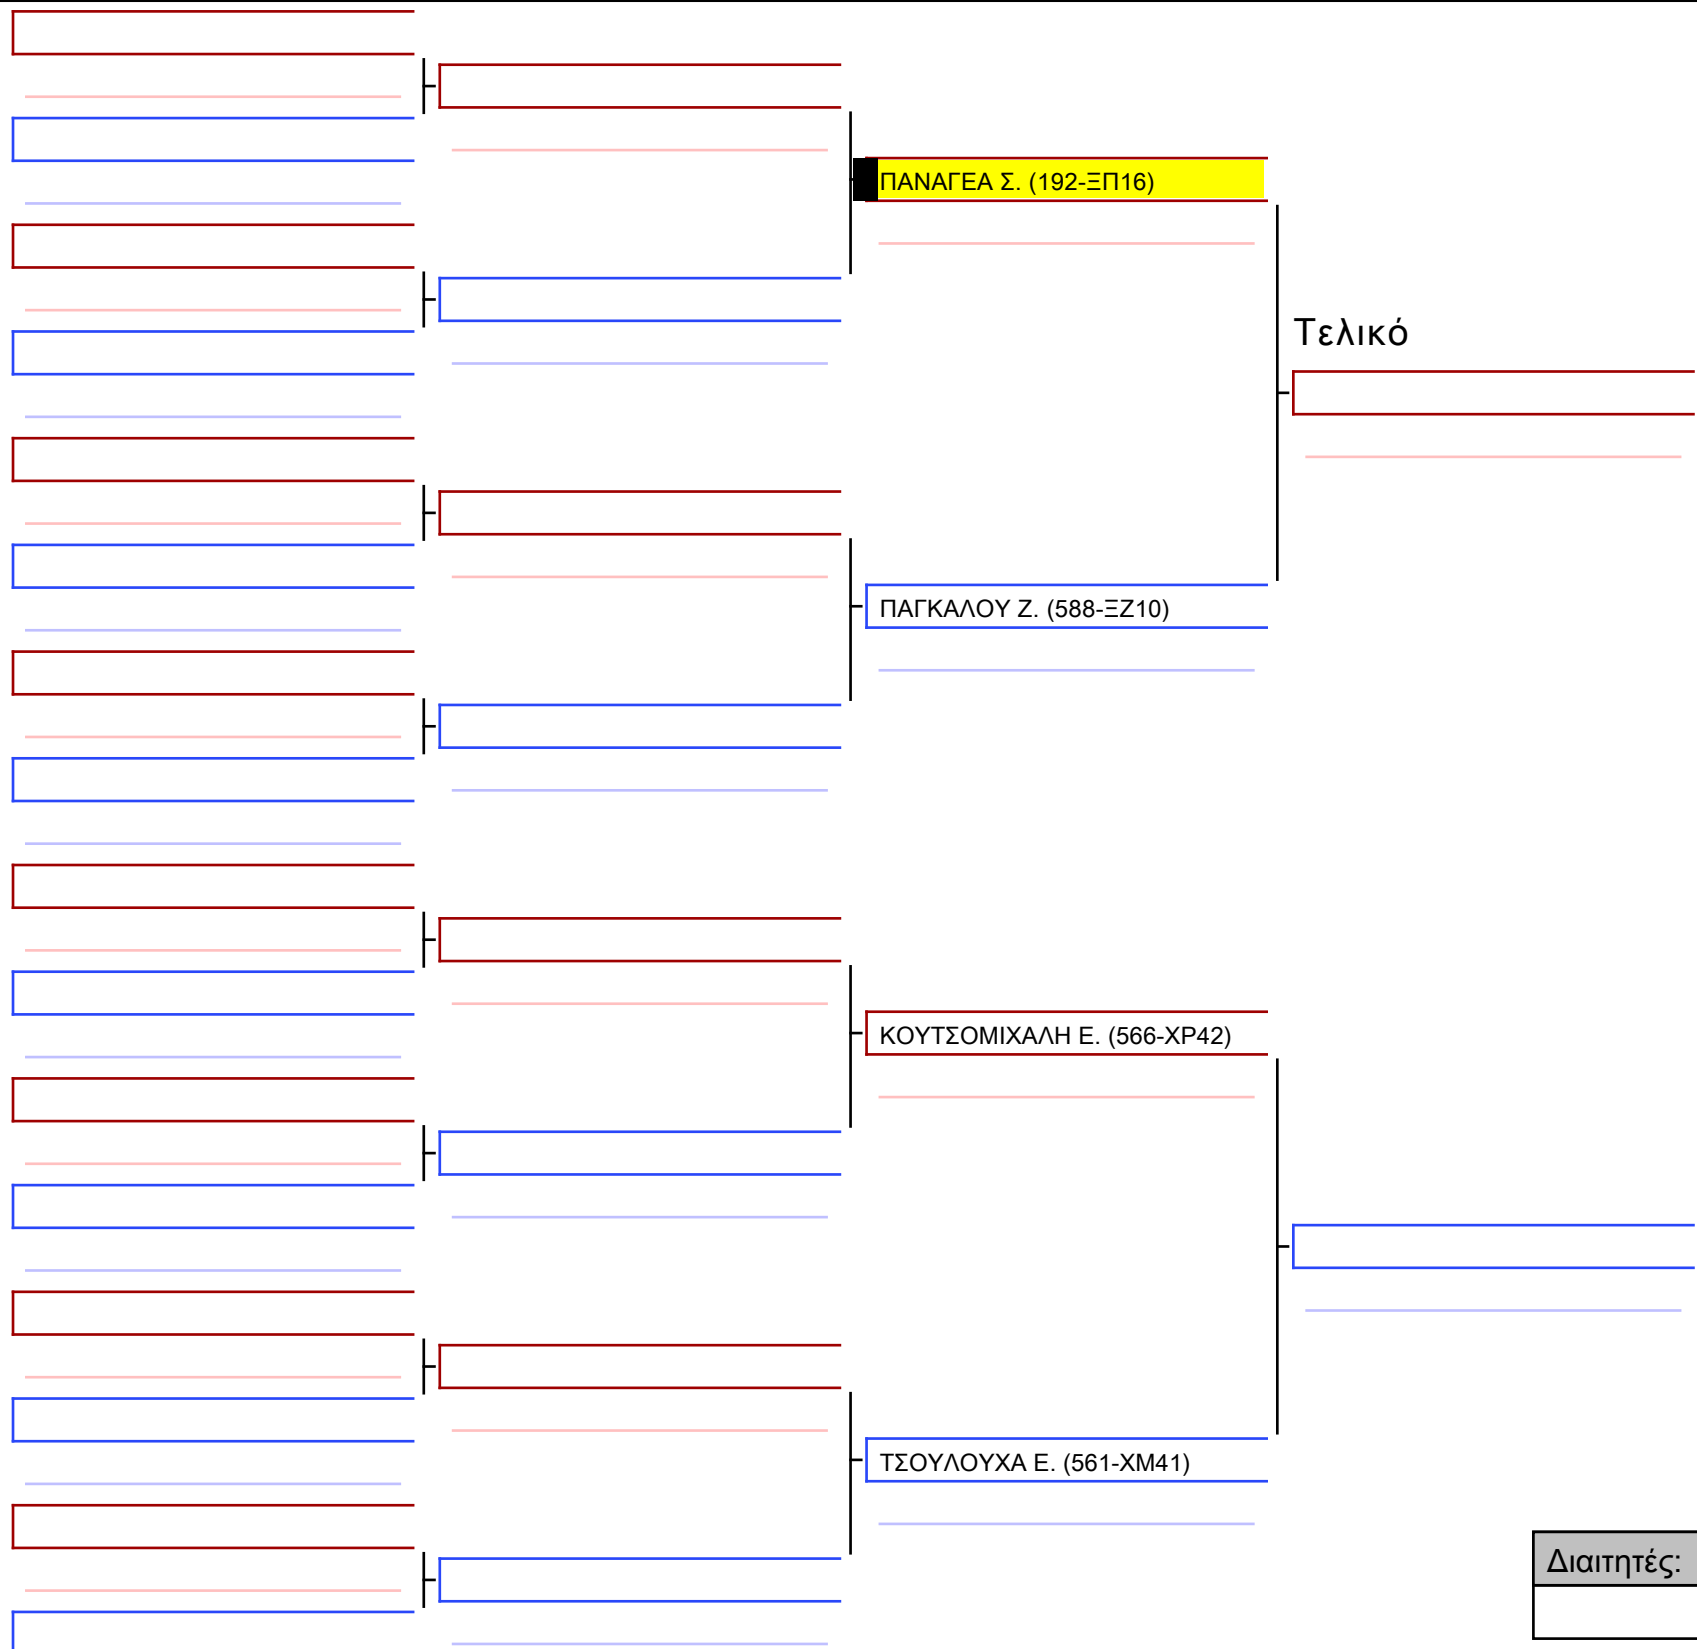 ΠΑΝΑΓΕΑ Σ. (192-ΞΠ16)
Τελικό
ΠΑΓΚΑΛΟΥ Ζ. (588-ΞΖ10)
ΚΟΥΤΣΟΜΙΧΑΛΗ Ε. (566-ΧΡ42)
ΤΣΟΥΛΟΥΧΑ Ε. (561-ΧΜ41)
Διαιτητές: